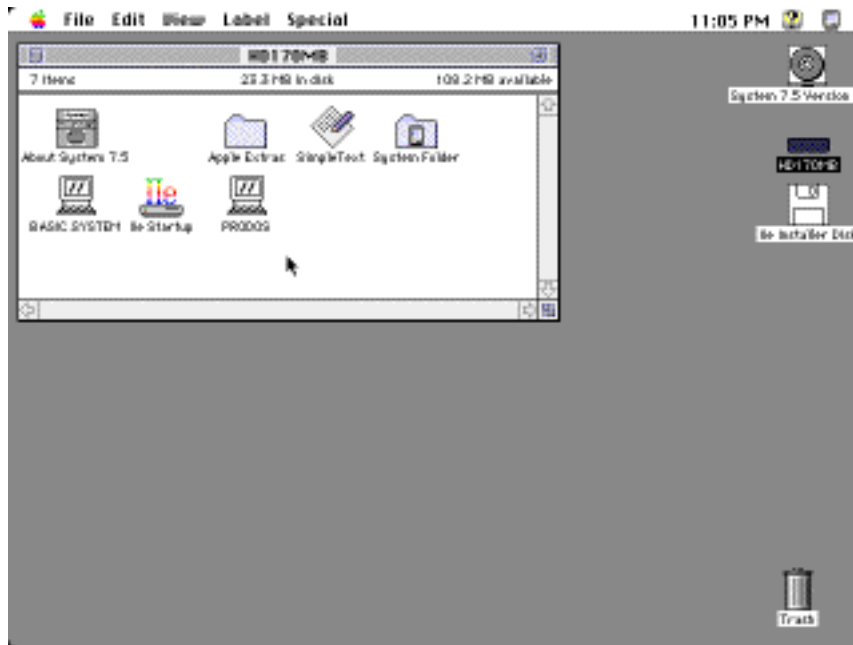 File Edit View Label Special 11:05 PM
HD170MB
7 items 23.3 MB in disk 109.2 MB available
System 7.5 Version
About System 7.5 Apple Extras SimpleText System Folder
HD170MB
BASIC.SYSTEM IIe Startup PRODOS
IIe Installer Disk
Trash